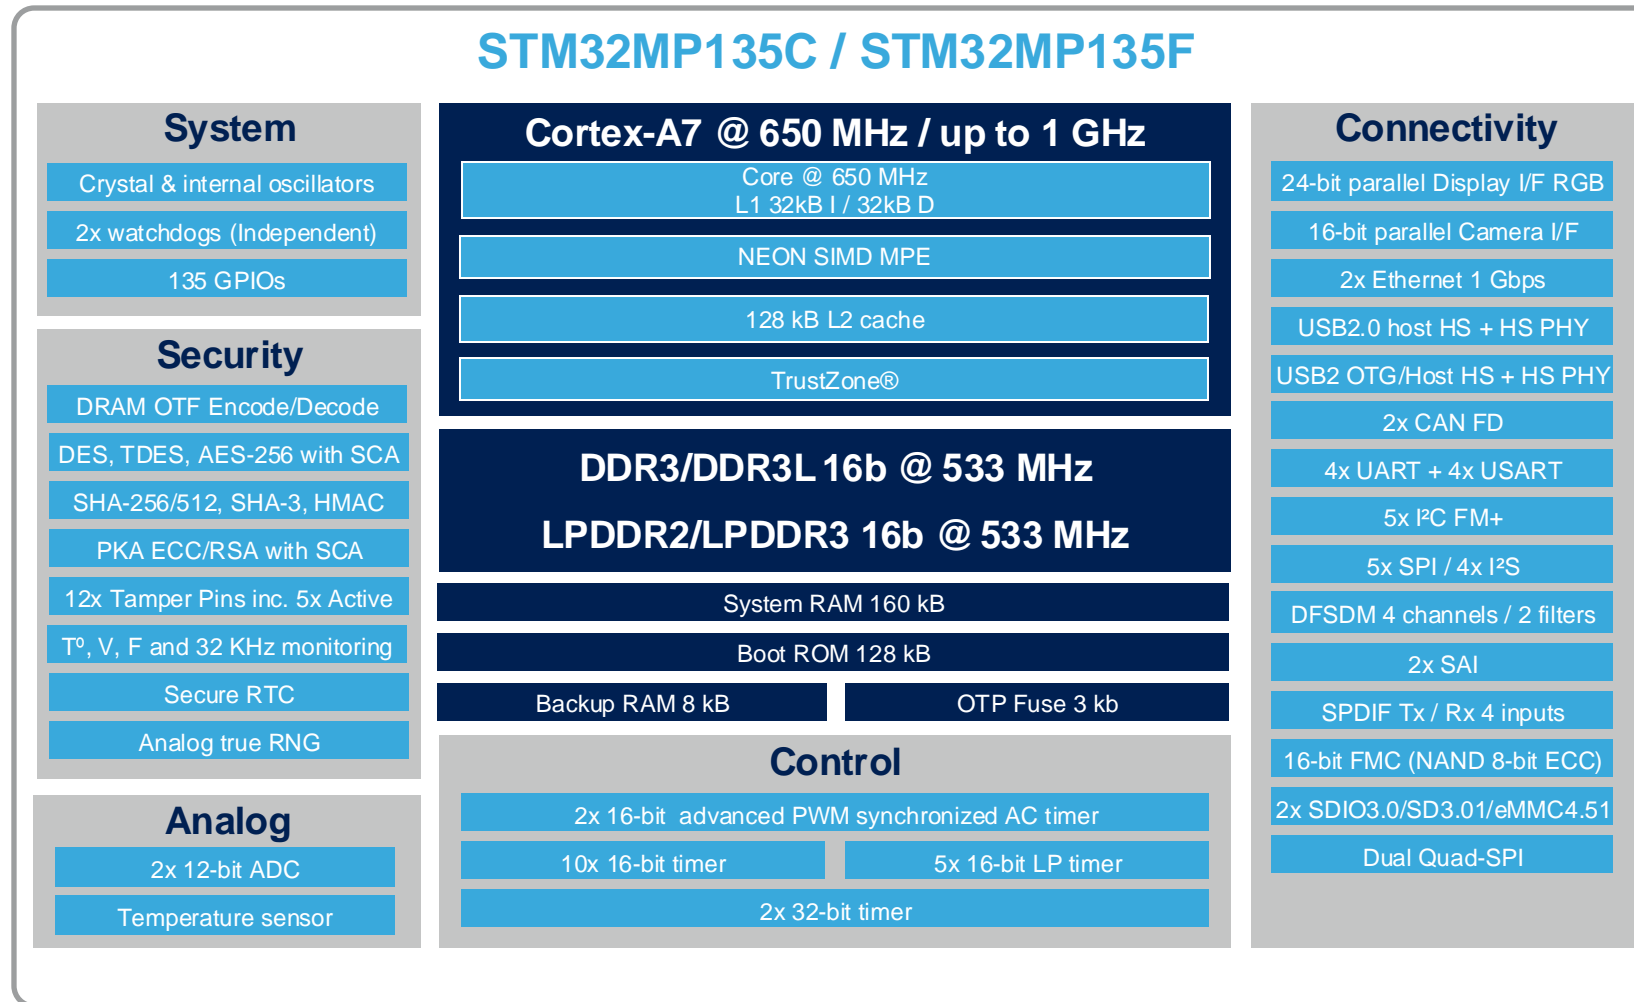 STM32MP135C / STM32MP135F
System
Crystal & internal oscillators
2x watchdogs (Independent)
135 GPIOs
Security
DRAM OTF Encode/Decode
DES, TDES, AES-256 with SCA
SHA-256/512, SHA-3, HMAC
PKA ECC/RSA with SCA
12x Tamper Pins inc. 5x Active
Tº, V, F and 32 KHz monitoring
Secure RTC
Analog true RNG
Analog
2x 12-bit ADC
Temperature sensor
Cortex-A7 @ 650 MHz / up to 1 GHz
Core @ 650 MHz
L1 32kB I / 32kB D
NEON SIMD MPE
128 kB L2 cache
TrustZone®
DDR3/DDR3L 16b @ 533 MHz
LPDDR2/LPDDR3 16b @ 533 MHz
System RAM 160 kB
Boot ROM 128 kB
Backup RAM 8 kB
OTP Fuse 3 kb
Control
2x 16-bit advanced PWM synchronized AC timer
10x 16-bit timer
5x 16-bit LP timer
2x 32-bit timer
Connectivity
24-bit parallel Display I/F RGB
16-bit parallel Camera I/F
2x Ethernet 1 Gbps
USB2.0 host HS + HS PHY
USB2 OTG/Host HS + HS PHY
2x CAN FD
4x UART + 4x USART
5x I²C FM+
5x SPI / 4x I²S
DFSDM 4 channels / 2 filters
2x SAI
SPDIF Tx / Rx 4 inputs
16-bit FMC (NAND 8-bit ECC)
2x SDIO3.0/SD3.01/eMMC4.51
Dual Quad-SPI